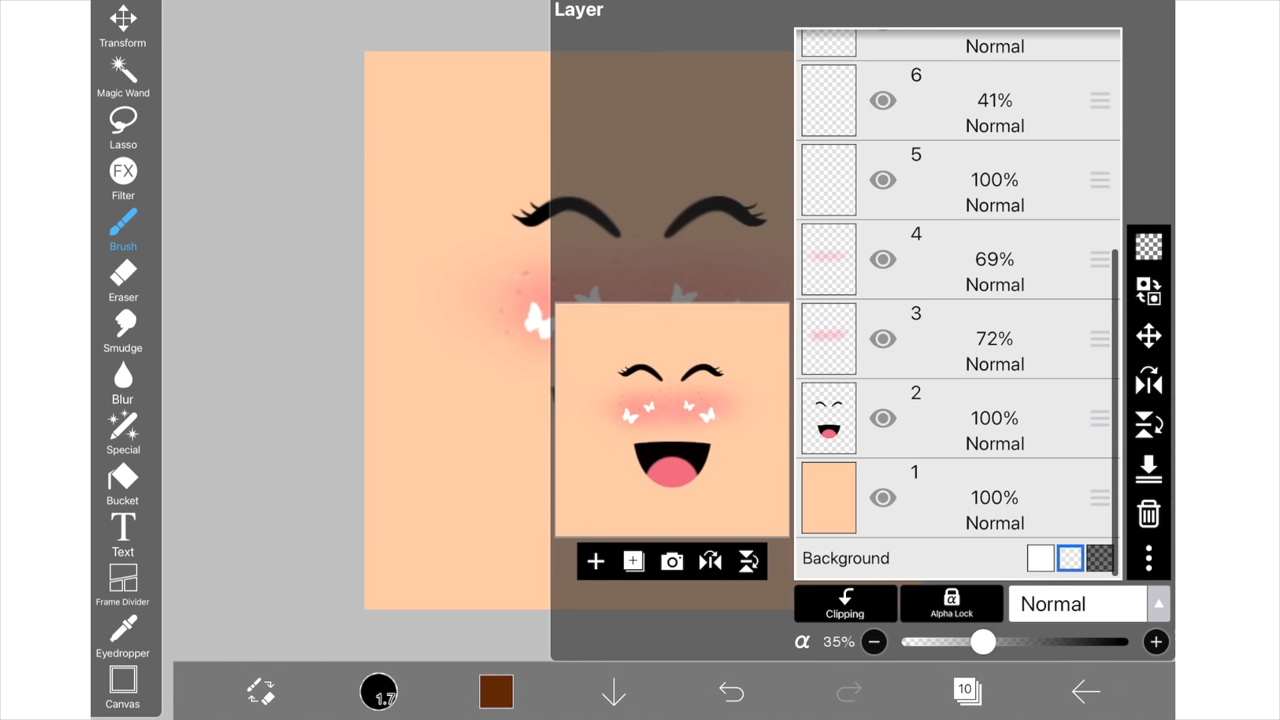 Transform
Magic Wand
Lasso
FX
Filter
Brush
Eraser
Smudge
Blur
Special
Bucket
T
Text
Frame Divider
Eyedropper
Canvas
Layer
Normal
6
41%
Normal
5
100%
Normal
4
69%
Normal
3
72%
Normal
2
100%
Normal
1
100%
Normal
Background
Clipping
α
Alpha Lock
Normal
α 35%
1.7
10